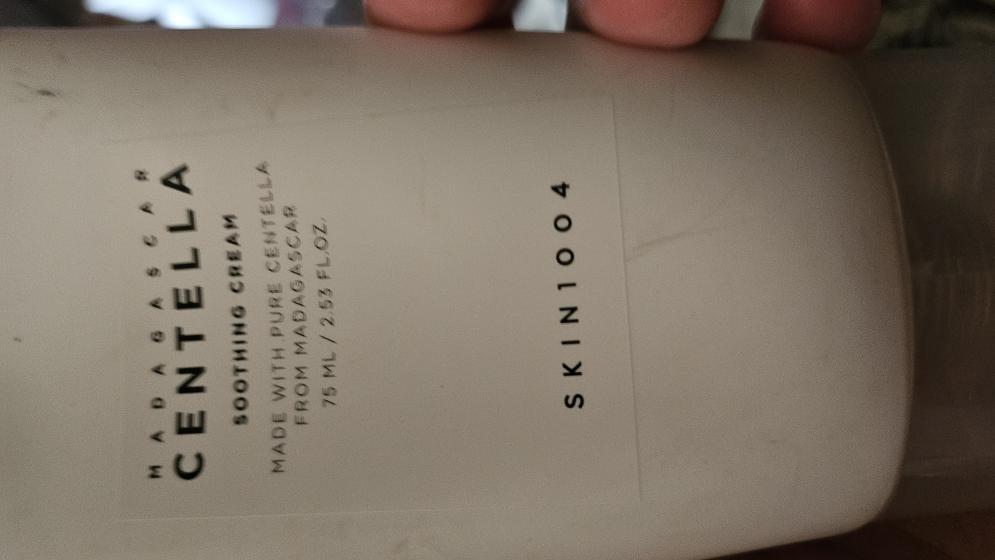 MADAGASCAR
CENTELLA
SOOTHING CREAM
MADE WITH PURE CENTELLA
FROM MADAGASCAR
75 ML / 2.53 FL.OZ.
SKIN1004